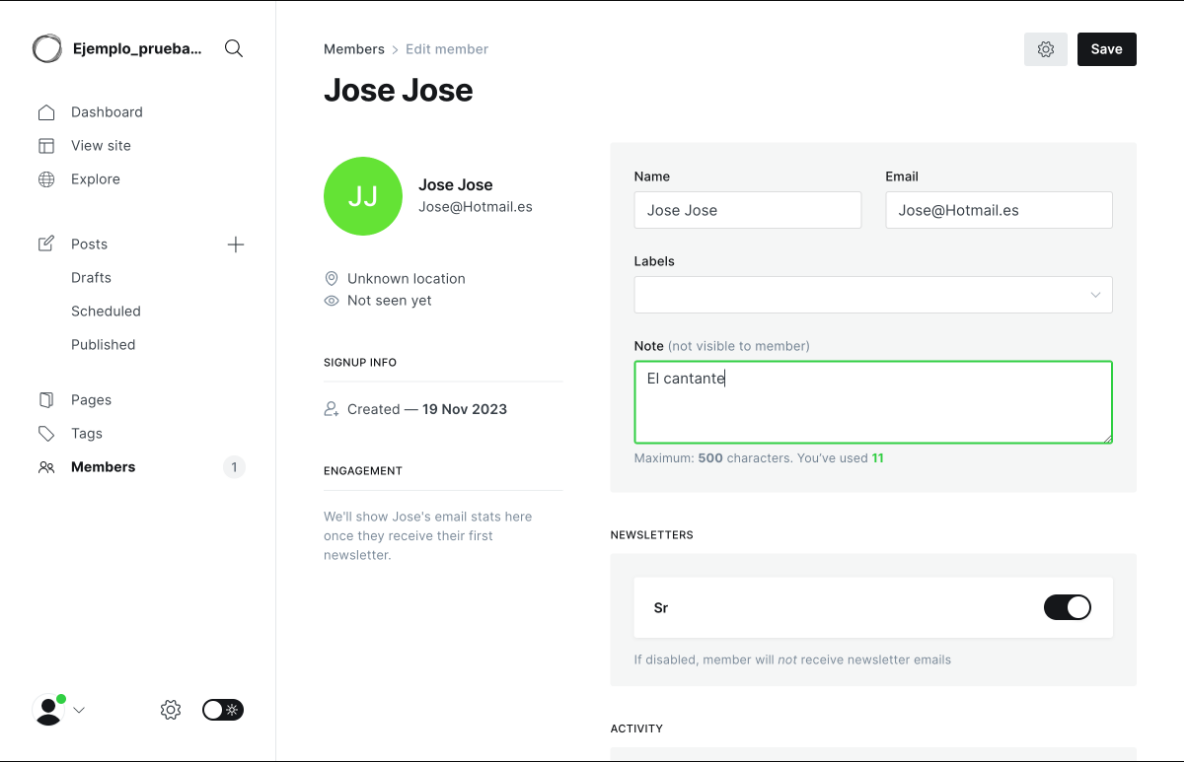 Ejemplo_prueba...
Dashboard
View site
Explore
Posts
Drafts
Scheduled
Published
Pages
Tags
Members 1
Members > Edit member
Save
Jose Jose
JJ
Jose Jose
Jose@Hotmail.es
Unknown location
Not seen yet
SIGNUP INFO
Created — 19 Nov 2023
ENGAGEMENT
We'll show Jose's email stats here
once they receive their first
newsletter.
Name
Jose Jose
Email
Jose@Hotmail.es
Labels
Note (not visible to member)
El cantante
Maximum: 500 characters. You've used 11
NEWSLETTERS
Sr
If disabled, member will not receive newsletter emails
ACTIVITY